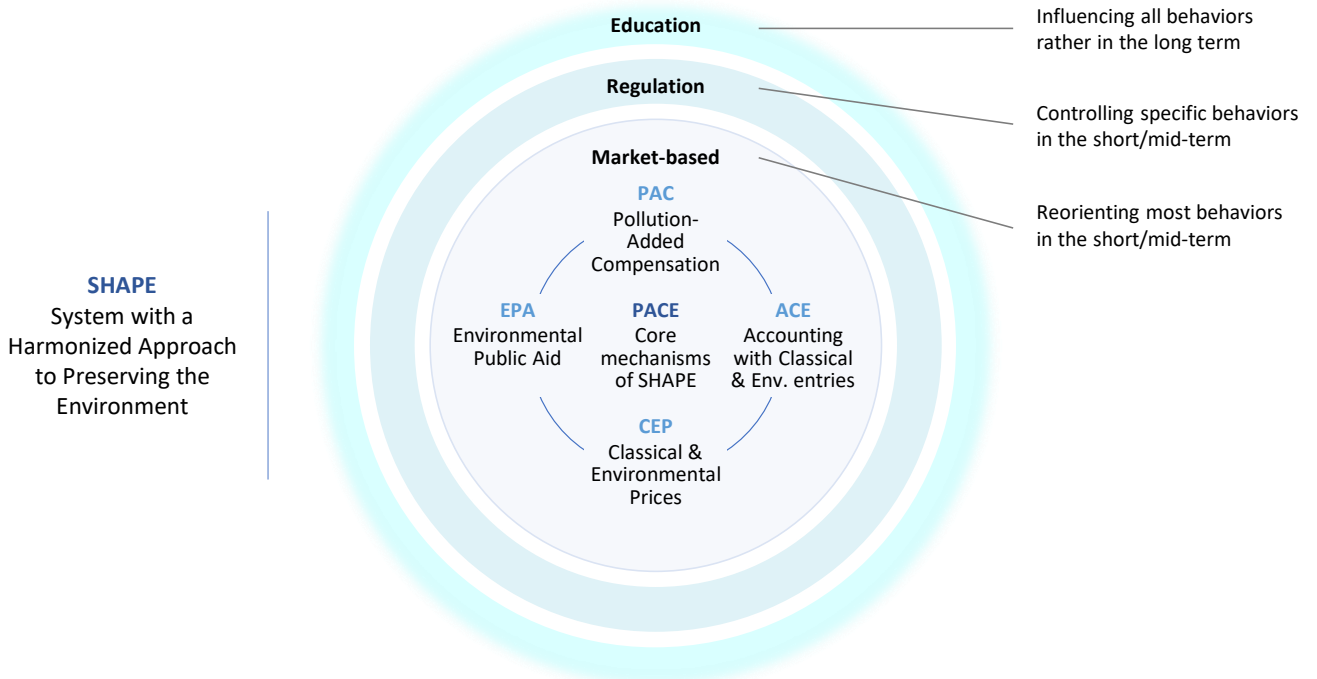 Education
Influencing all behaviors
rather in the long term
Regulation
Controlling specific behaviors
in the short/mid-term
Market-based
Reorienting most behaviors
in the short/mid-term
PAC
Pollution-
Added
Compensation
SHAPE
System with a
Harmonized Approach
to Preserving the
Environment
EPA
Environmental
Public Aid
PACE
Core
mechanisms
of SHAPE
ACE
Accounting
with Classical
& Env. entries
CEP
Classical &
Environmental
Prices